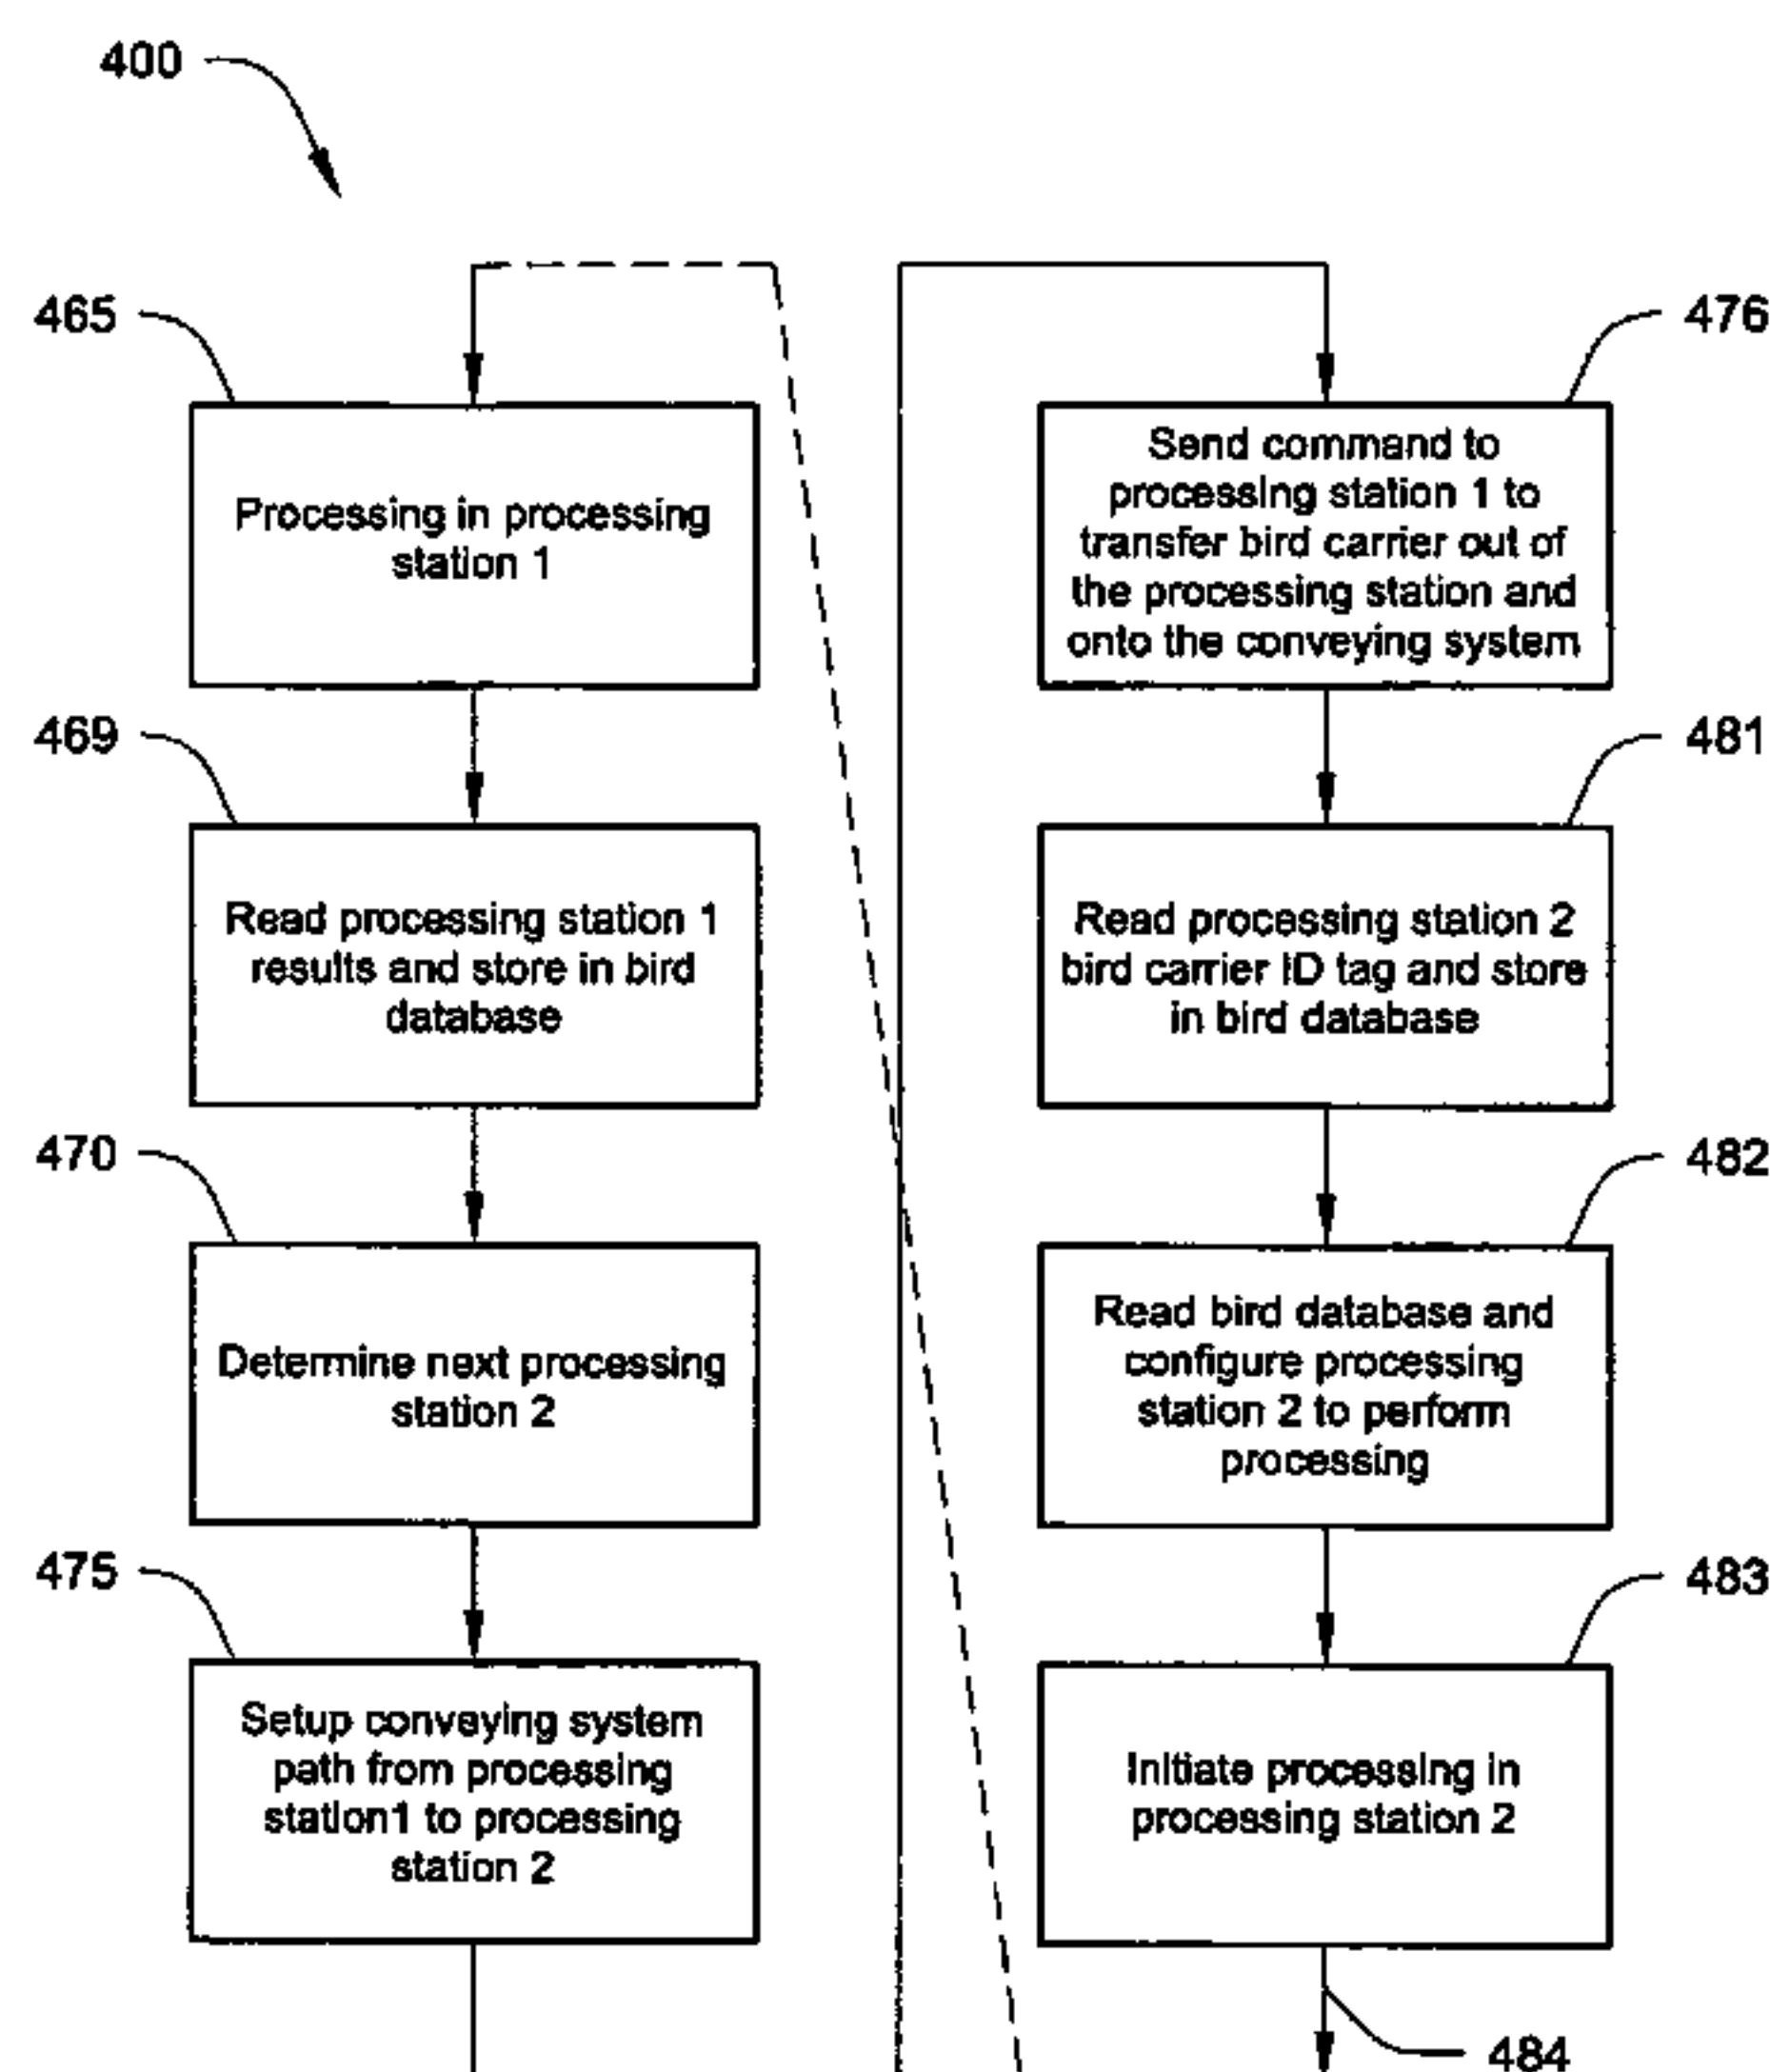 400
465
Processing in processing
station 1
469
Read processing station 1
results and store in bird
database
470
Determine next processing
station 2
475
Setup conveying system
path from processing
station1 to processing
station 2
476
Send command to
processing station 1 to
transfer bird carrier out of
the processing station and
onto the conveying system
481
Read processing station 2
bird carrier ID tag and store
in bird database
482
Read bird database and
configure processing
station 2 to perform
processing
483
Initiate processing in
processing station 2
484